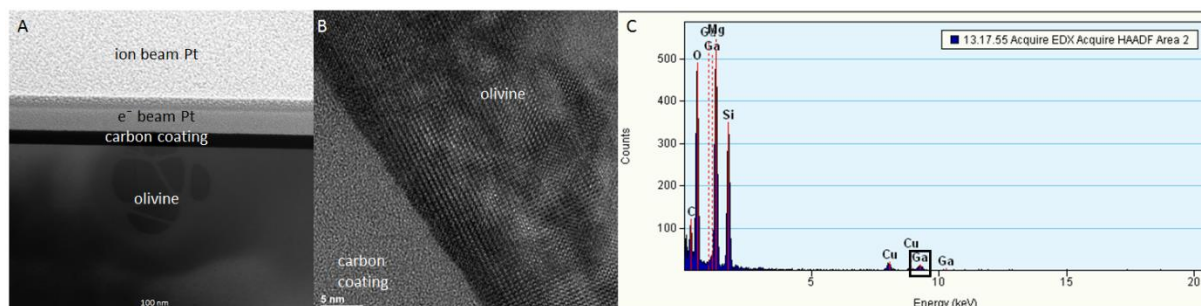 A
ion beam Pt
e⁻ beam Pt
carbon coating
olivine
100 nm
B
olivine
carbon
coating
5 nm
C
13.17.55 Acquire EDX Acquire HAADF Area 2
Counts
500
400
300
200
100
C
O
Ga
Ga
Mg
Si
Cu
Cu
Ga
Ga
5
10
15
20
Energy (keV)